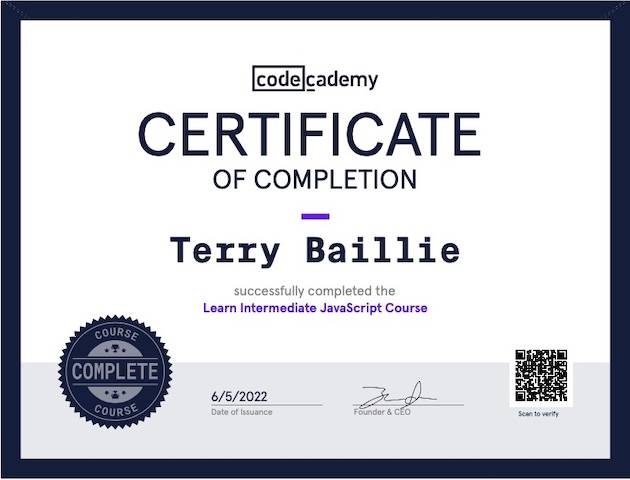 codecademy
CERTIFICATE
OF COMPLETION
Terry Baillie
successfully completed the
Learn Intermediate JavaScript Course
COURSE
COMPLETE
COURSE
6/5/2022
Date of Issuance
Founder & CEO
Scan to verify